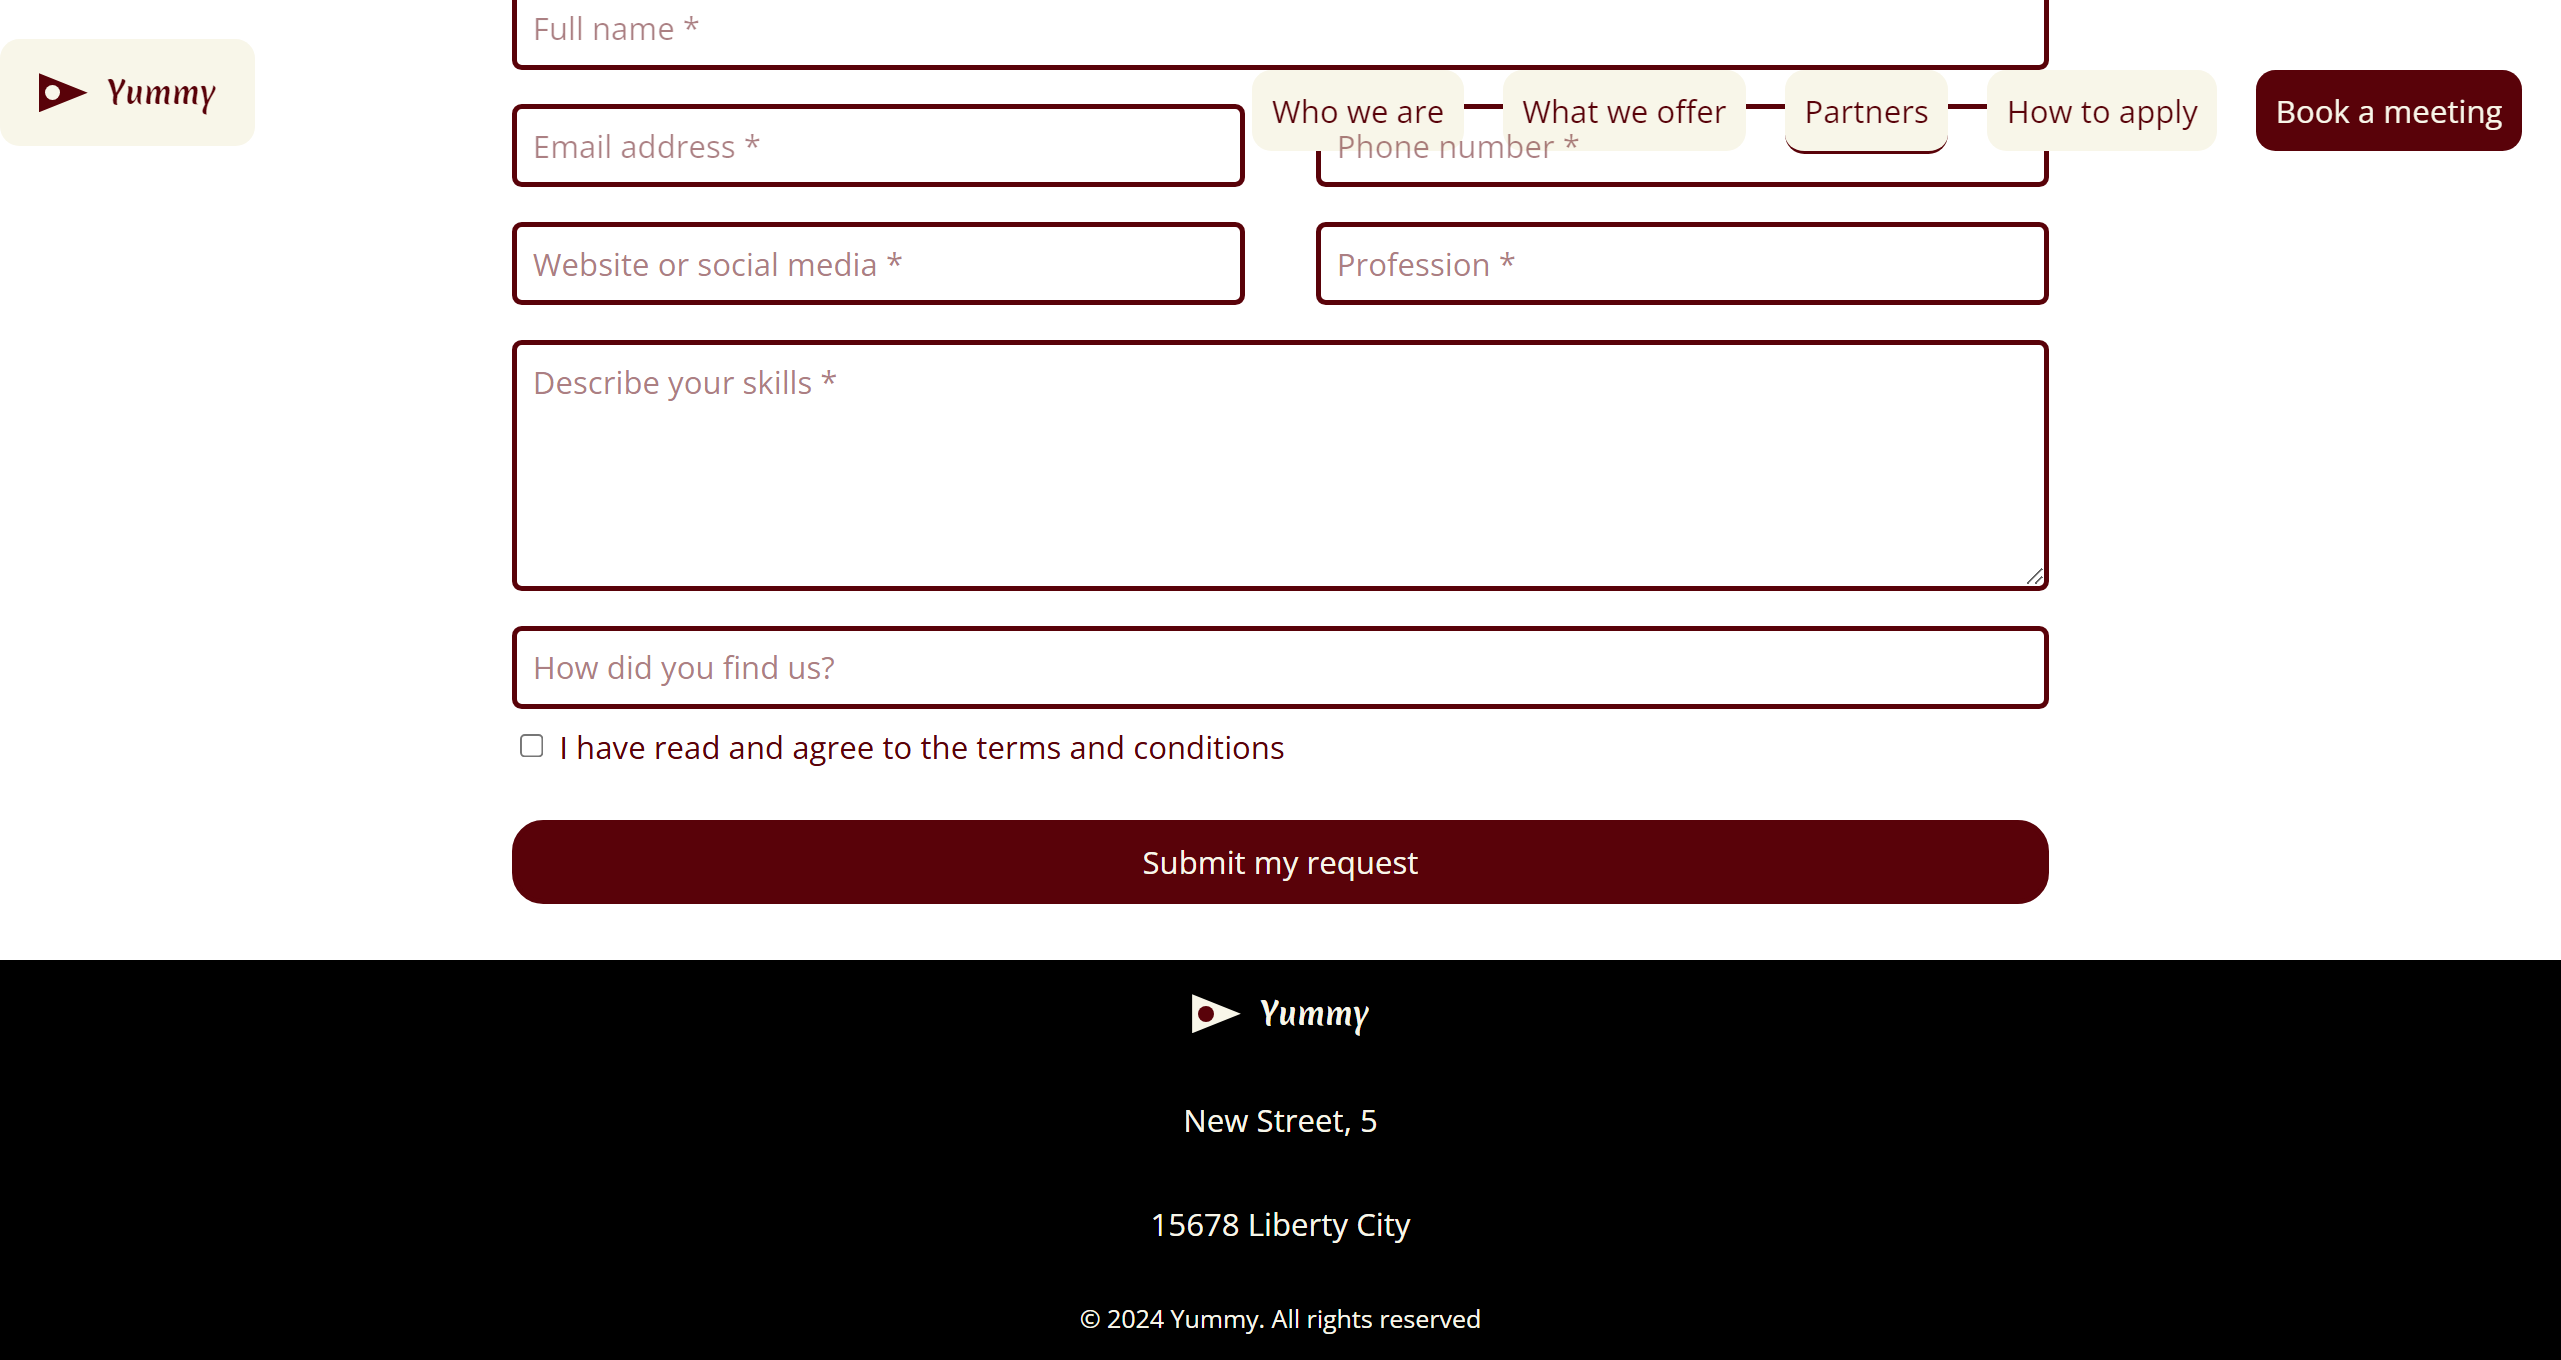 Full name *
Yummy
Who we are
What we offer
Partners
How to apply
Book a meeting
Email address *
Phone number *
Website or social media *
Profession *
Describe your skills *
How did you find us?
I have read and agree to the terms and conditions
Submit my request
Yummy
New Street, 5
15678 Liberty City
© 2024 Yummy. All rights reserved